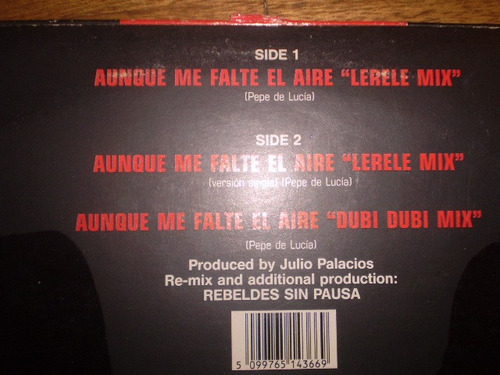 SIDE 1
AUNQUE ME FALTE EL AIRE "LERELE MIX"
(Pepe de Lucía)
SIDE 2
AUNQUE ME FALTE EL AIRE "LERELE MIX"
(versión single) (Pepe de Lucía)
AUNQUE ME FALTE EL AIRE "DUBI DUBI MIX"
(Pepe de Lucía)
Produced by Julio Palacios
Re-mix and additional production:
REBELDES SIN PAUSA
5 099765 143669